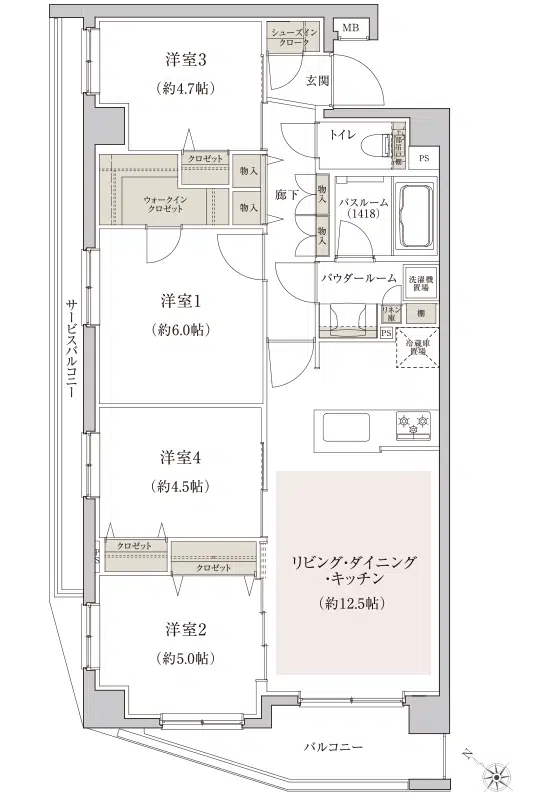 洋室3
(約4.7帖)
シューズイン
クローク
MB
玄関
トイレ
上部吊戸棚
PS
クロゼット
物入
ウォークイン
クロゼット
物入
廊下
物入
物入
バスルーム
(1418)
パウダールーム
洗濯機
置場
リネン
庫
棚
PS
冷蔵庫
置場
洋室1
(約6.0帖)
サービスバルコニー
洋室4
(約4.5帖)
PS
クロゼット
クロゼット
リビング・ダイニング
・キッチン
(約12.5帖)
洋室2
(約5.0帖)
バルコニー
N